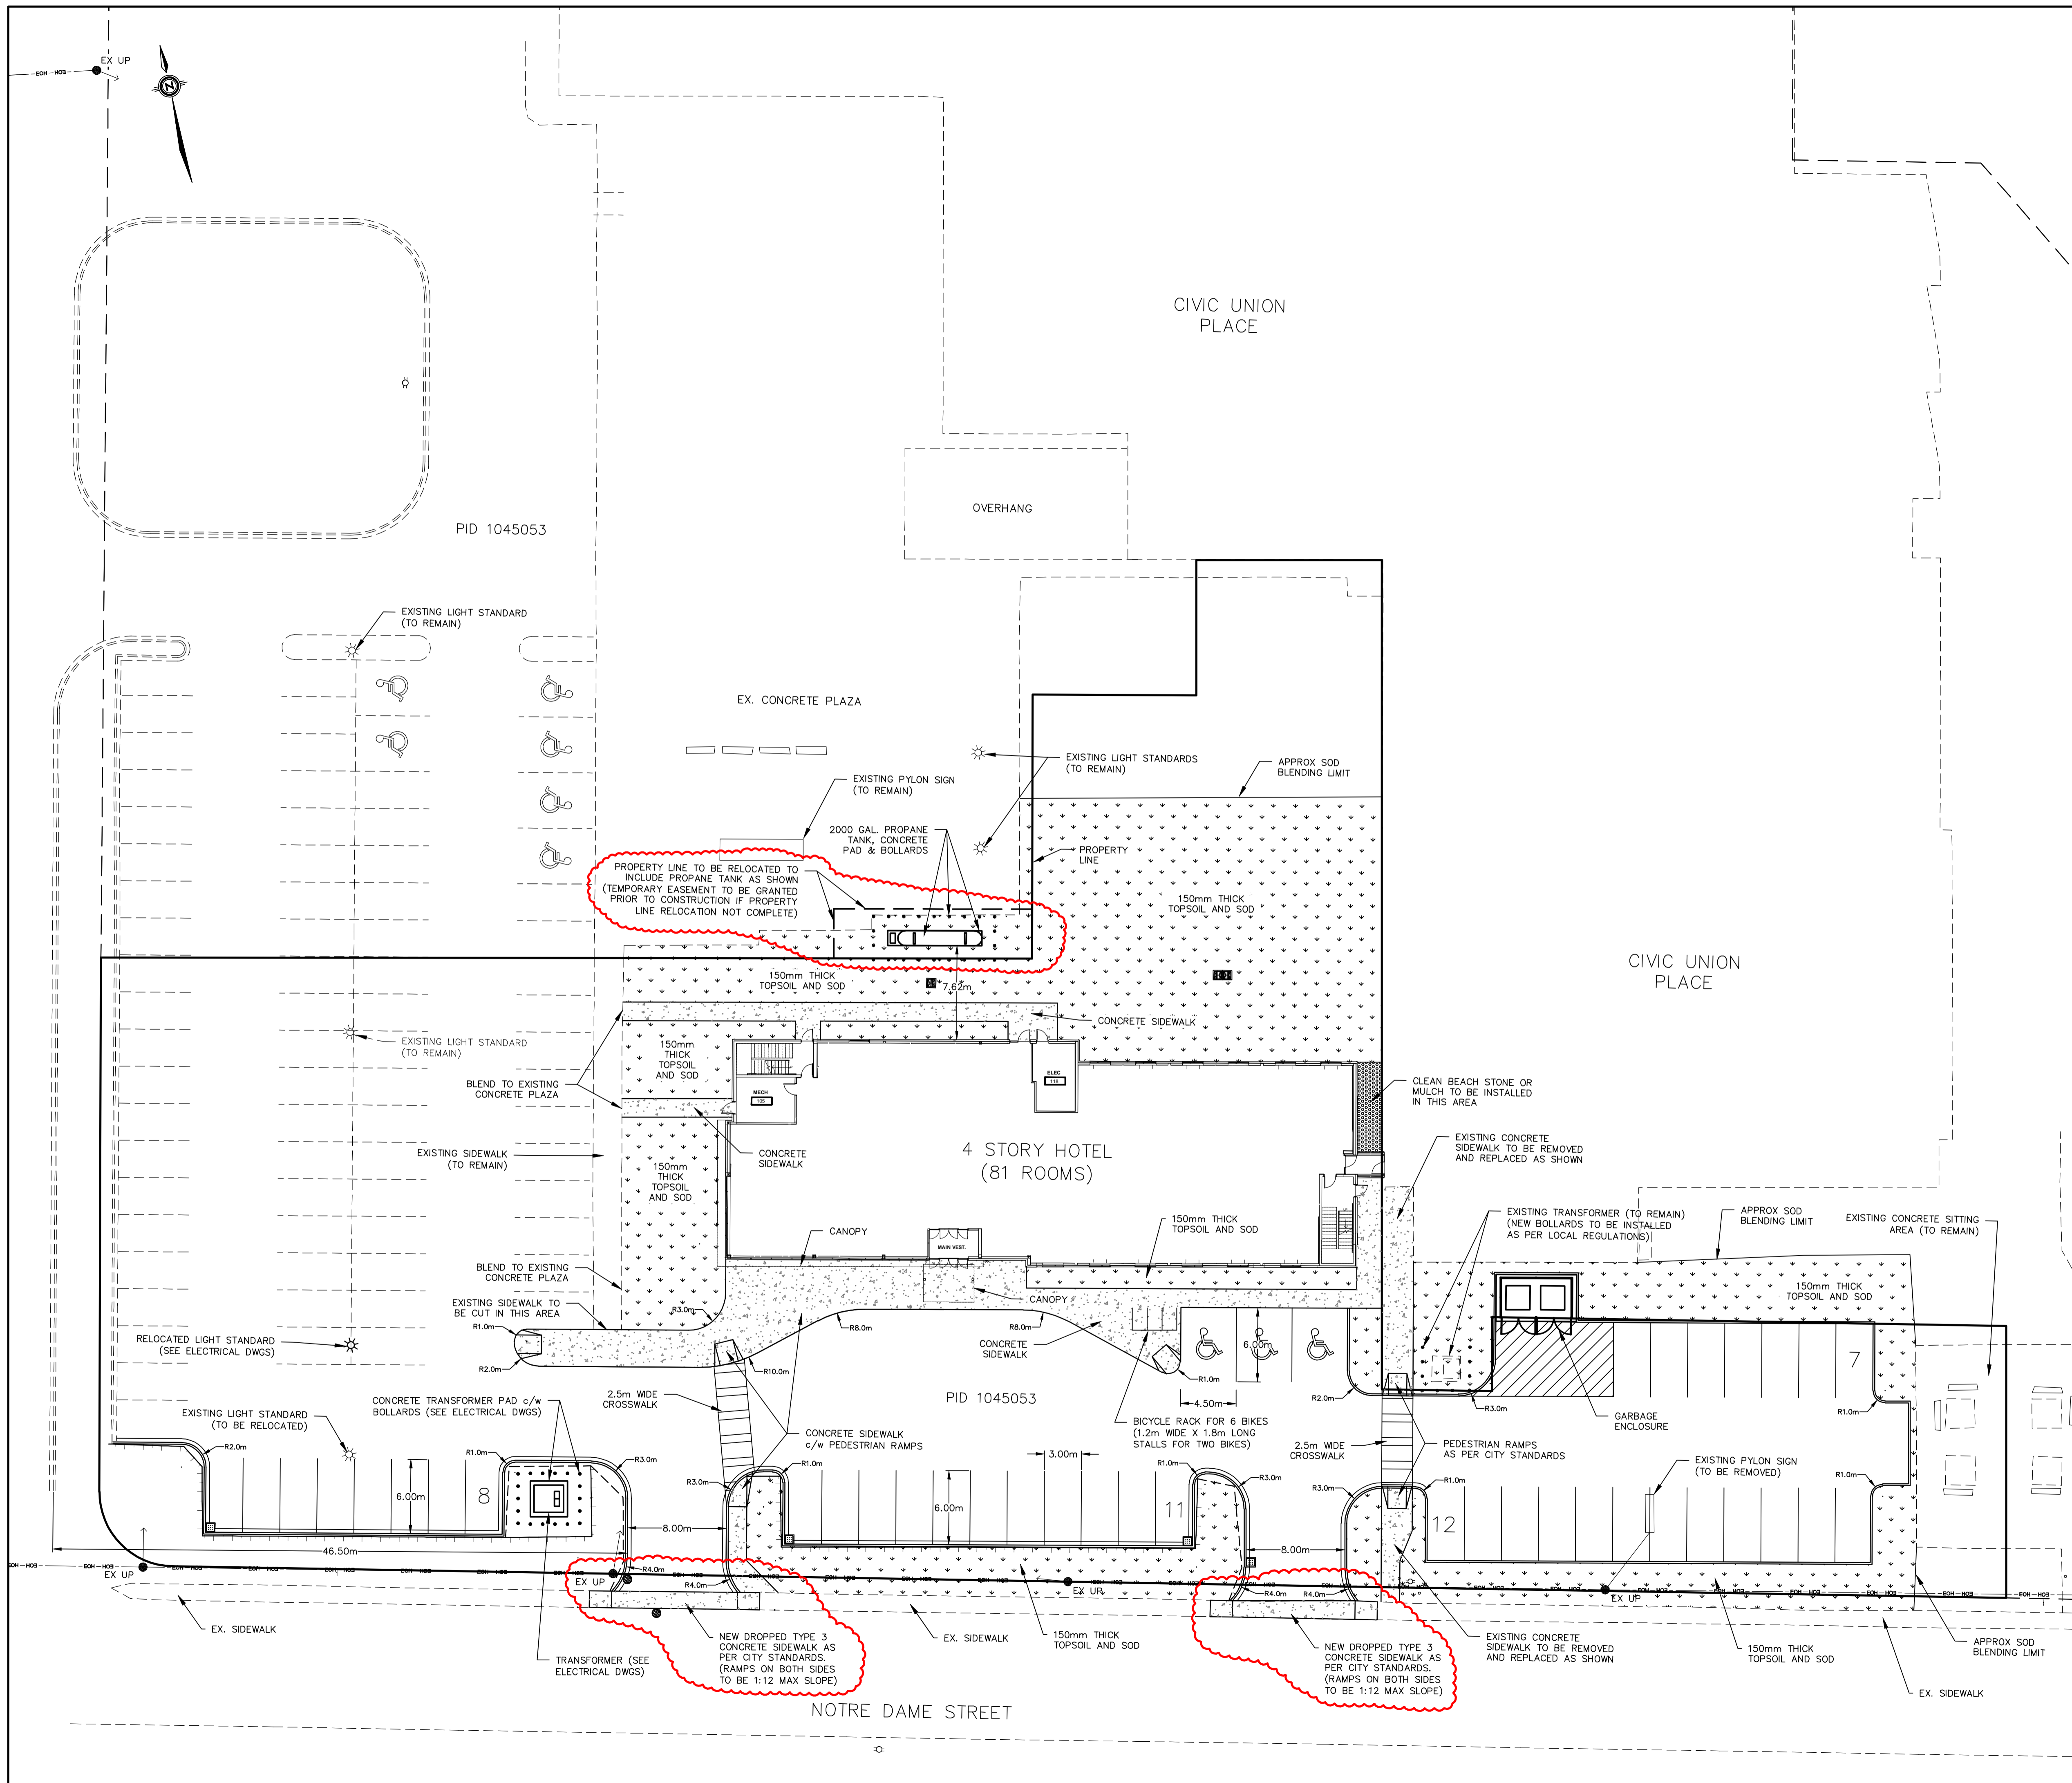 EX UP
EOH
HO3
N
CIVIC UNION
PLACE
OVERHANG
PID 1045053
EXISTING LIGHT STANDARD
(TO REMAIN)
EX. CONCRETE PLAZA
EXISTING LIGHT STANDARDS
(TO REMAIN)
APPROX SOD
BLENDING LIMIT
EXISTING PYLON SIGN
(TO REMAIN)
2000 GAL. PROPANE
TANK, CONCRETE
PAD & BOLLARDS
PROPERTY
LINE
PROPERTY LINE TO BE RELOCATED TO
INCLUDE PROPANE TANK AS SHOWN
(TEMPORARY EASEMENT TO BE GRANTED
PRIOR TO CONSTRUCTION IF PROPERTY
LINE RELOCATION NOT COMPLETE)
150mm THICK
TOPSOIL AND SOD
150mm THICK
TOPSOIL AND SOD
7.62m
CIVIC UNION
PLACE
CONCRETE SIDEWALK
EXISTING LIGHT STANDARD
(TO REMAIN)
150mm
THICK
TOPSOIL
AND SOD
BLEND TO EXISTING
CONCRETE PLAZA
MECH
105
ELEC
118
CLEAN BEACH STONE OR
MULCH TO BE INSTALLED
IN THIS AREA
EXISTING SIDEWALK
(TO REMAIN)
CONCRETE
SIDEWALK
4 STORY HOTEL
(81 ROOMS)
EXISTING CONCRETE
SIDEWALK TO BE REMOVED
AND REPLACED AS SHOWN
150mm
THICK
TOPSOIL
AND SOD
CANOPY
150mm THICK
TOPSOIL AND SOD
MAIN VEST.
EXISTING TRANSFORMER (TO REMAIN)
(NEW BOLLARDS TO BE INSTALLED
AS PER LOCAL REGULATIONS)
APPROX SOD
BLENDING LIMIT
EXISTING CONCRETE SITTING
AREA (TO REMAIN)
BLEND TO EXISTING
CONCRETE PLAZA
CANOPY
150mm THICK
TOPSOIL AND SOD
EXISTING SIDEWALK TO
BE CUT IN THIS AREA
R3.0m
R1.0m
R8.0m
R8.0m
RELOCATED LIGHT STANDARD
(SEE ELECTRICAL DWGS)
CONCRETE
SIDEWALK
6.00m
R2.0m
R10.0m
R1.0m
7
CONCRETE TRANSFORMER PAD c/w
BOLLARDS (SEE ELECTRICAL DWGS)
2.5m WIDE
CROSSWALK
PID 1045053
4.50m
R2.0m
R3.0m
R1.0m
EXISTING LIGHT STANDARD
(TO BE RELOCATED)
CONCRETE SIDEWALK
c/w PEDESTRIAN RAMPS
BICYCLE RACK FOR 6 BIKES
(1.2m WIDE X 1.8m LONG
STALLS FOR TWO BIKES)
GARBAGE
ENCLOSURE
R2.0m
R1.0m
R3.0m
R1.0m
3.00m
R1.0m
2.5m WIDE
CROSSWALK
PEDESTRIAN RAMPS
AS PER CITY STANDARDS
EXISTING PYLON SIGN
(TO BE REMOVED)
R3.0m
R3.0m
R3.0m
R1.0m
R1.0m
6.00m
8
6.00m
11
12
8.00m
8.00m
46.50m
EX UP
EX UP
R4.0m
R4.0m
EX UP
R4.0m
R4.0m
EX UP
EX. SIDEWALK
TRANSFORMER (SEE
ELECTRICAL DWGS)
NEW DROPPED TYPE 3
CONCRETE SIDEWALK AS
PER CITY STANDARDS.
(RAMPS ON BOTH SIDES
TO BE 1:12 MAX SLOPE)
EX. SIDEWALK
150mm THICK
TOPSOIL AND SOD
NEW DROPPED TYPE 3
CONCRETE SIDEWALK AS
PER CITY STANDARDS.
(RAMPS ON BOTH SIDES
TO BE 1:12 MAX SLOPE)
EXISTING CONCRETE
SIDEWALK TO BE REMOVED
AND REPLACED AS SHOWN
150mm THICK
TOPSOIL AND SOD
APPROX SOD
BLENDING LIMIT
EX. SIDEWALK
NOTRE DAME STREET